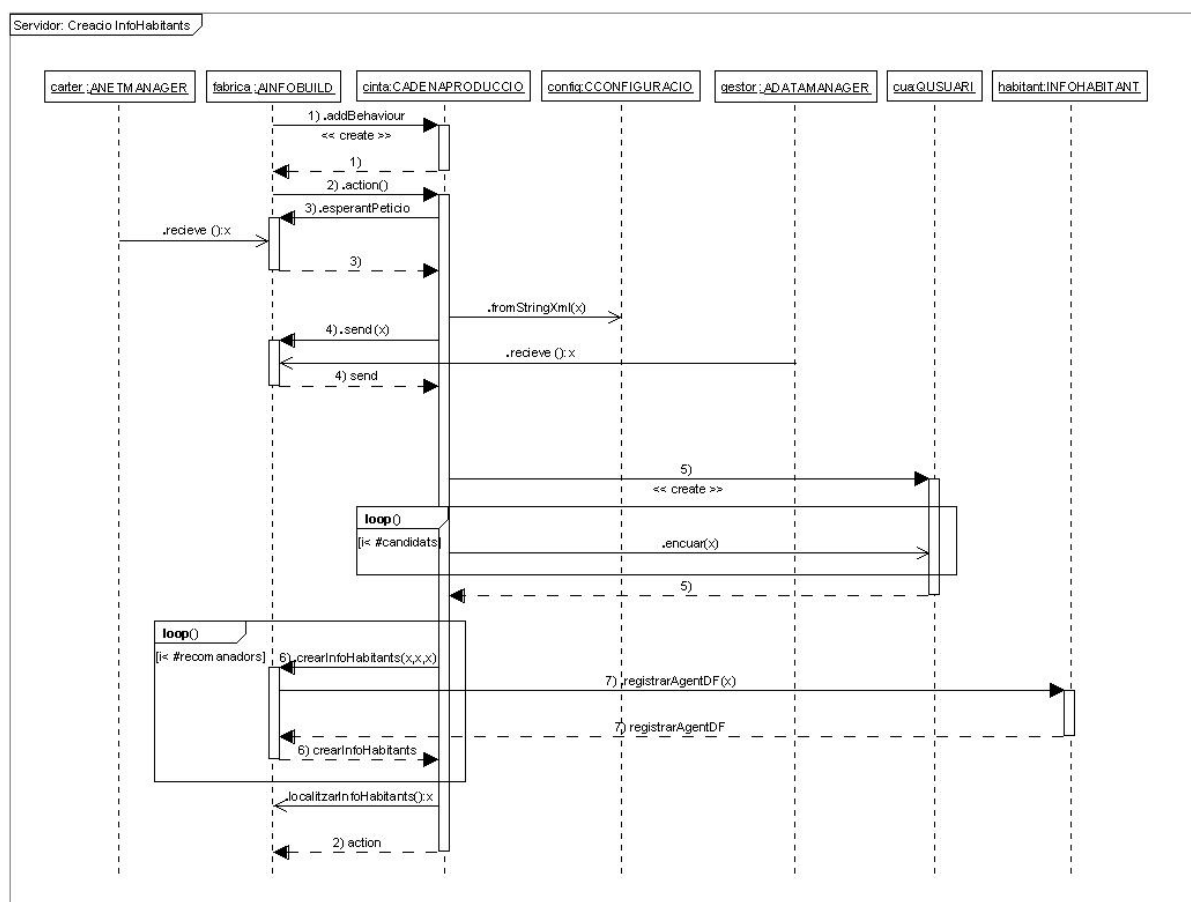 Servidor: Creacio InfoHabitants
carter :ANETMANAGER
fabrica :AINFOBUILD
cinta:CADENAPRODUCCIO
config:CCONFIGURACIO
gestor :ADATAMANAGER
cua:QUSUARI
habitant:INFOHABITANT
1) .addBehaviour
<< create >>
1)
2) .action()
3) .esperantPeticio
.recieve ():x
3)
.fromStringXml(x)
4) .send(x)
.recieve ():x
4) send
5)
<< create >>
loop()
[i< #candidats]
.encuar(x)
5)
loop()
[i< #recomanadors]
6) .crearInfoHabitants(x,x,x)
7) .registrarAgentDF(x)
7) registrarAgentDF
6) crearInfoHabitants
.localitzarInfoHabitants():x
2) action